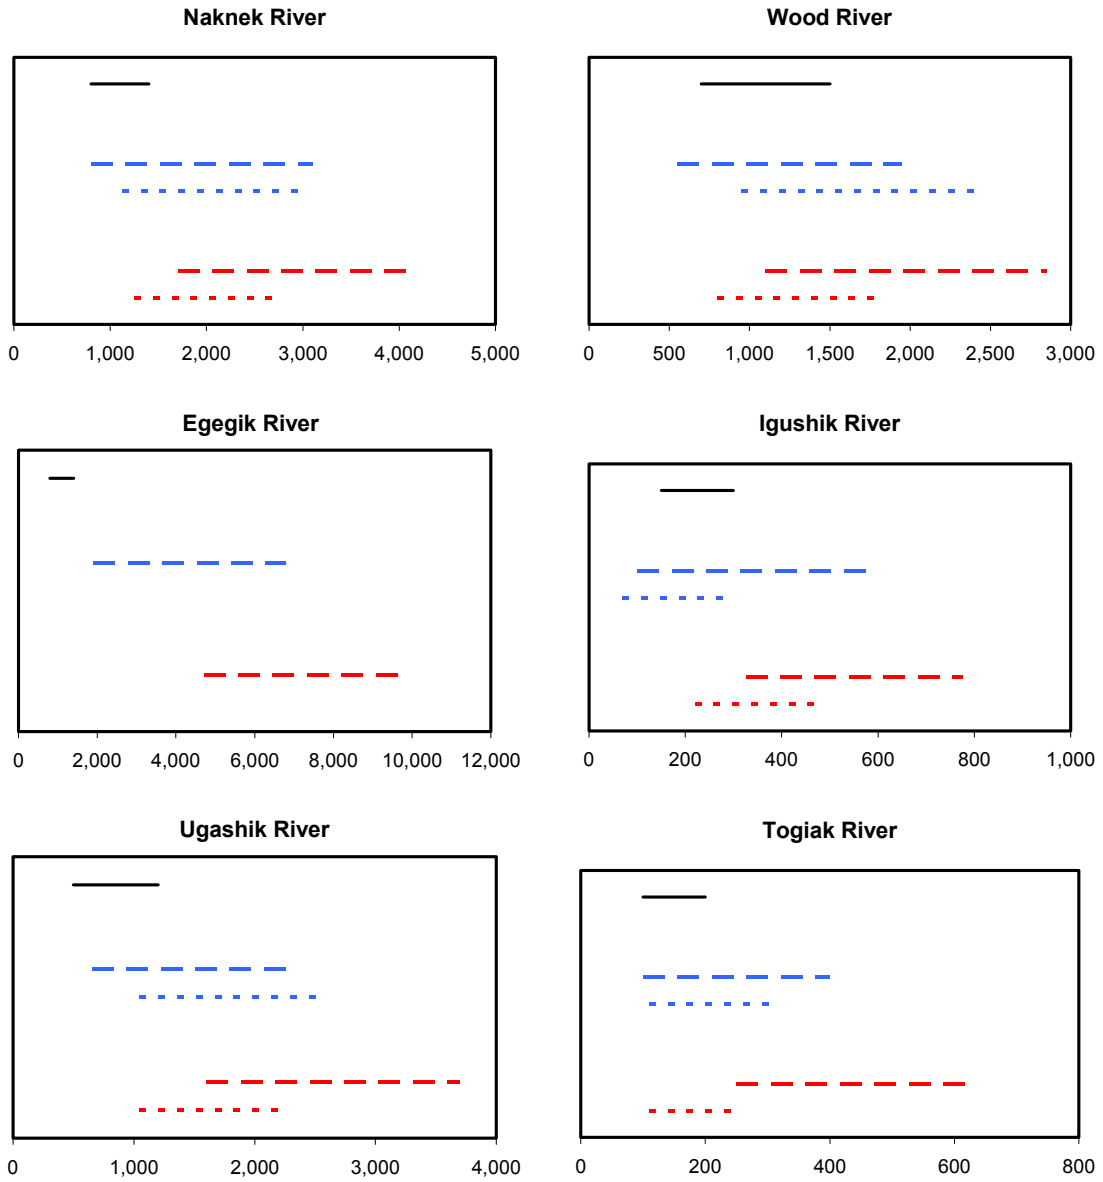 Naknek River
Wood River
0 1,000 2,000 3,000 4,000 5,000
0 500 1,000 1,500 2,000 2,500 3,000
Egegik River
Igushik River
0 2,000 4,000 6,000 8,000 10,000 12,000
0 200 400 600 800 1,000
Ugashik River
Togiak River
0 1,000 2,000 3,000 4,000
0 200 400 600 800